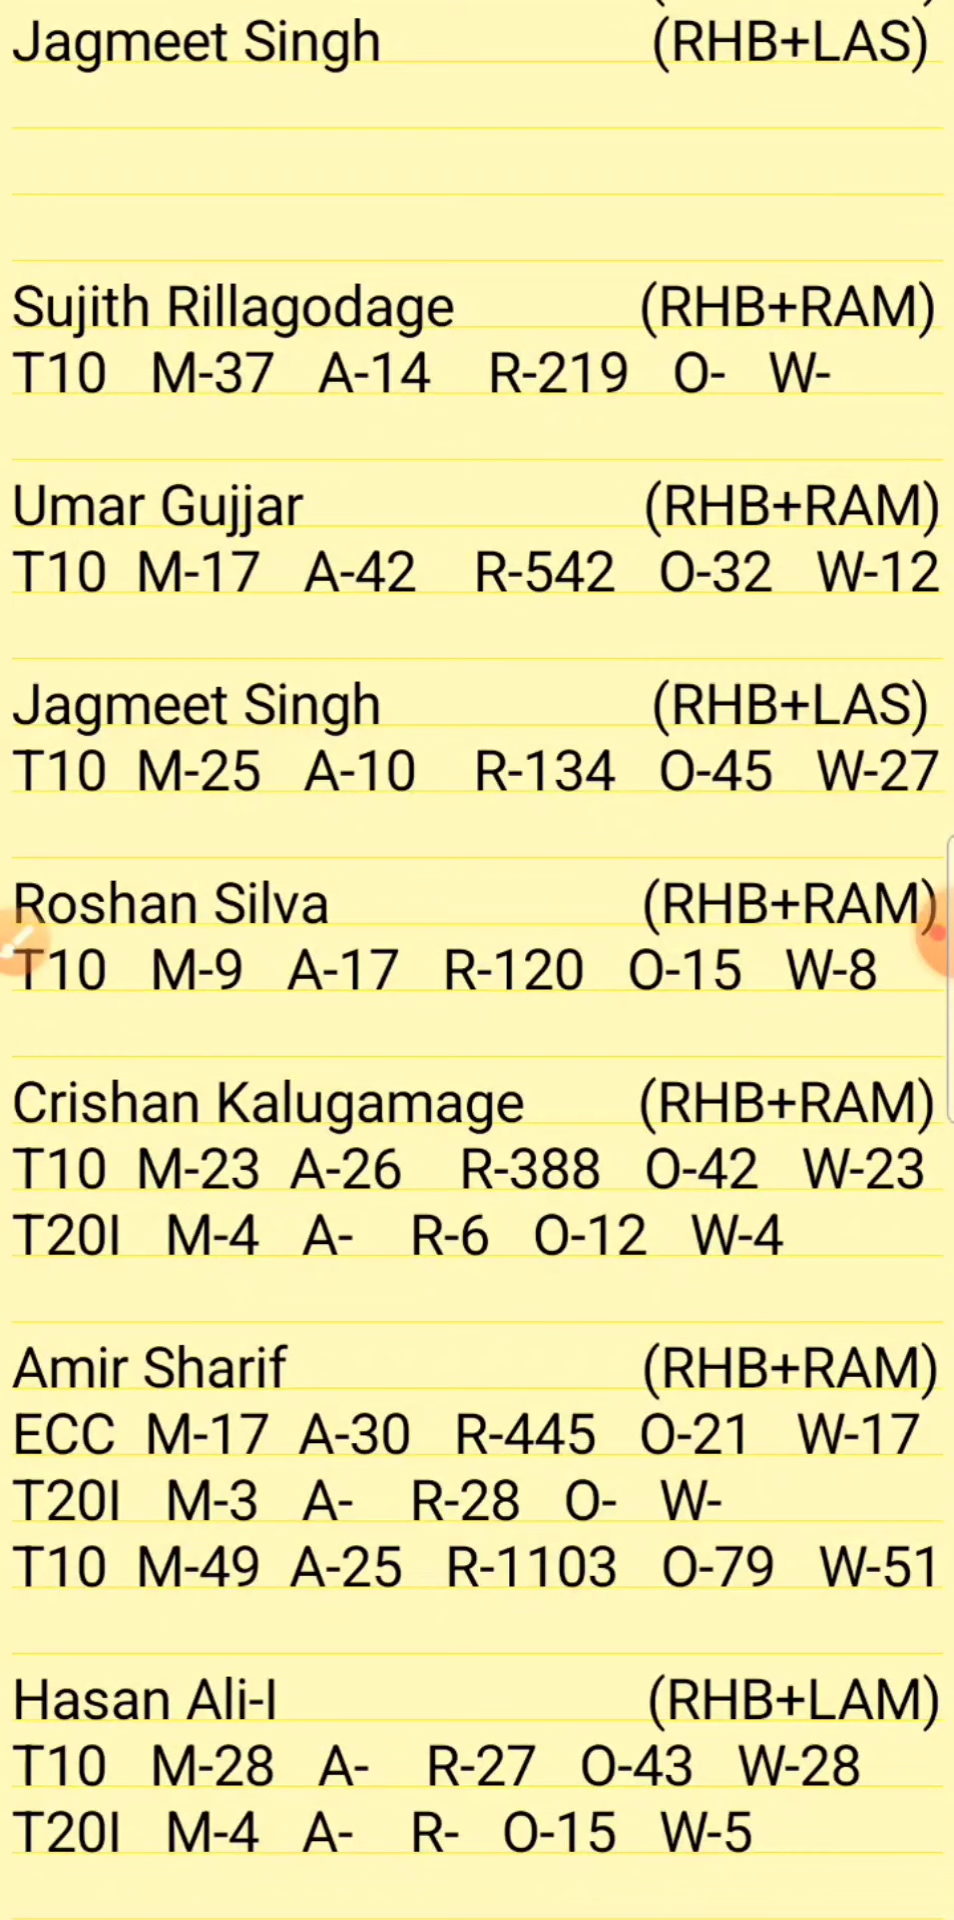 Jagmeet Singh (RHB+LAS)
Sujith Rillagodage (RHB+RAM)
T10 M-37 A-14 R-219 O- W-
Umar Gujjar (RHB+RAM)
T10 M-17 A-42 R-542 O-32 W-12
Jagmeet Singh (RHB+LAS)
T10 M-25 A-10 R-134 O-45 W-27
Roshan Silva (RHB+RAM)
T10 M-9 A-17 R-120 O-15 W-8
Crishan Kalugamage (RHB+RAM)
T10 M-23 A-26 R-388 O-42 W-23
T20I M-4 A- R-6 O-12 W-4
Amir Sharif (RHB+RAM)
ECC M-17 A-30 R-445 O-21 W-17
T20I M-3 A- R-28 O- W-
T10 M-49 A-25 R-1103 O-79 W-51
Hasan Ali-I (RHB+LAM)
T10 M-28 A- R-27 O-43 W-28
T20I M-4 A- R- O-15 W-5